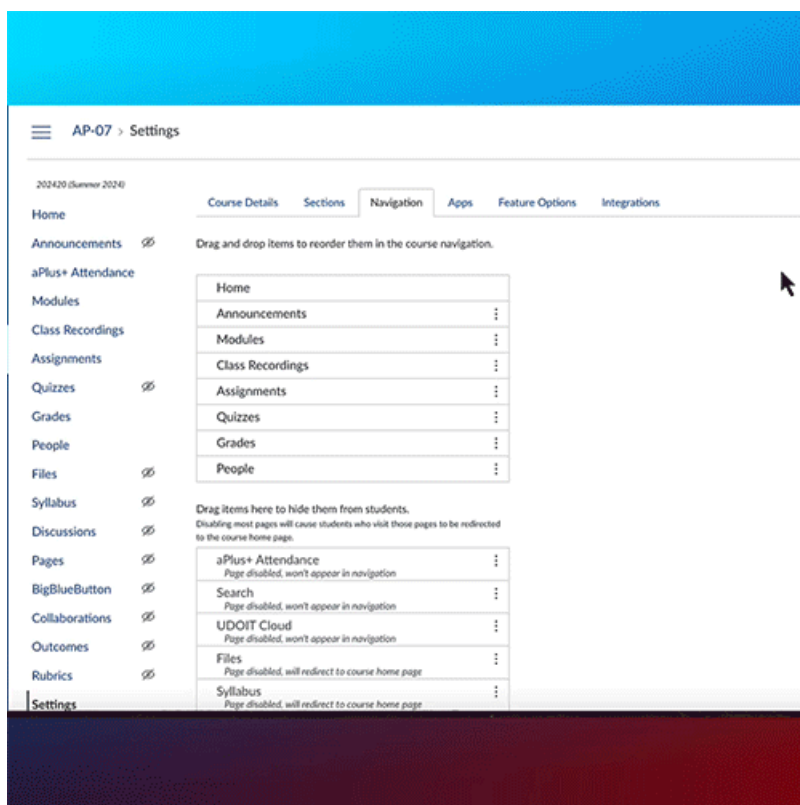 AP-07 › Settings
202420 (Summer 2024)
Home
Announcements
aPlus+ Attendance
Modules
Class Recordings
Assignments
Quizzes
Grades
People
Files
Syllabus
Discussions
Pages
BigBlueButton
Collaborations
Outcomes
Rubrics
Settings
Course Details Sections Navigation Apps Feature Options Integrations
Drag and drop items to reorder them in the course navigation.
Home
Announcements
Modules
Class Recordings
Assignments
Quizzes
Grades
People
Drag items here to hide them from students.
Disabling most pages will cause students who visit those pages to be redirected
to the course home page.
aPlus+ Attendance
Page disabled, won't appear in navigation
Search
Page disabled, won't appear in navigation
UDOIT Cloud
Page disabled, won't appear in navigation
Files
Page disabled, will redirect to course home page
Syllabus
Page disabled, will redirect to course home page